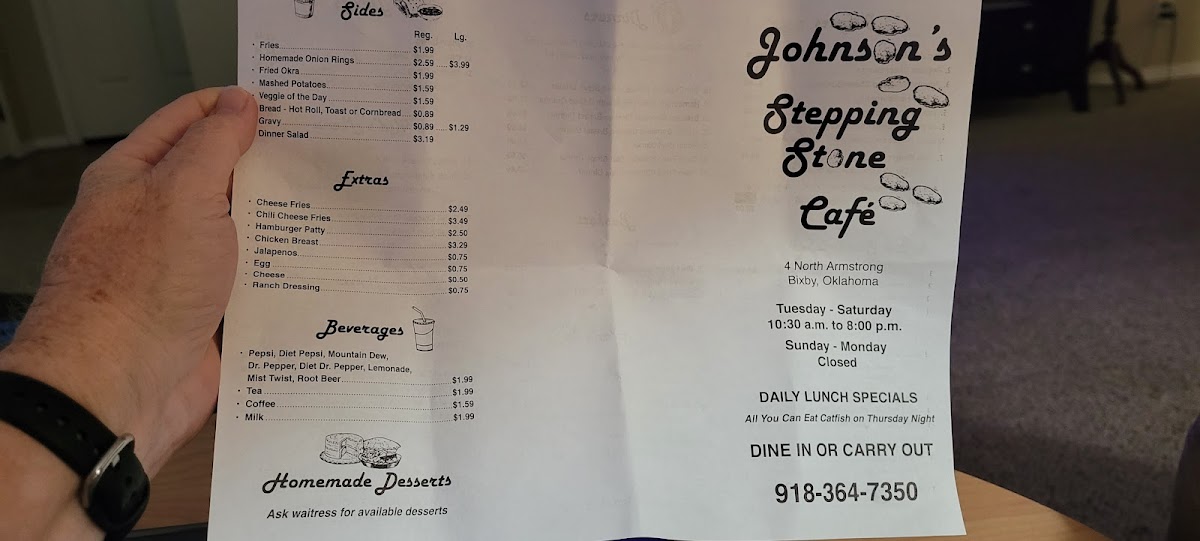 Sides
Reg. Lg.
· Fries $1.99
· Homemade Onion Rings $2.59 $3.99
· Fried Okra $1.99
· Mashed Potatoes $1.59
· Veggie of the Day $1.59
Bread - Hot Roll, Toast or Cornbread $0.89
Gravy $0.89 $1.29
Dinner Salad $3.19
Extras
· Cheese Fries $2.49
· Chili Cheese Fries $3.49
· Hamburger Patty $2.50
· Chicken Breast $3.29
· Jalapenos $0.75
· Egg $0.75
· Cheese $0.50
· Ranch Dressing $0.75
Beverages
· Pepsi, Diet Pepsi, Mountain Dew,
Dr. Pepper, Diet Dr. Pepper, Lemonade,
Mist Twist, Root Beer $1.99
· Tea $1.99
· Coffee $1.59
· Milk $1.99
Homemade Desserts
Ask waitress for available desserts
Johnson's
Stepping
Stone
Café
4 North Armstrong
Bixby, Oklahoma
Tuesday - Saturday
10:30 a.m. to 8:00 p.m.
Sunday - Monday
Closed
DAILY LUNCH SPECIALS
All You Can Eat Catfish on Thursday Night
DINE IN OR CARRY OUT
918-364-7350